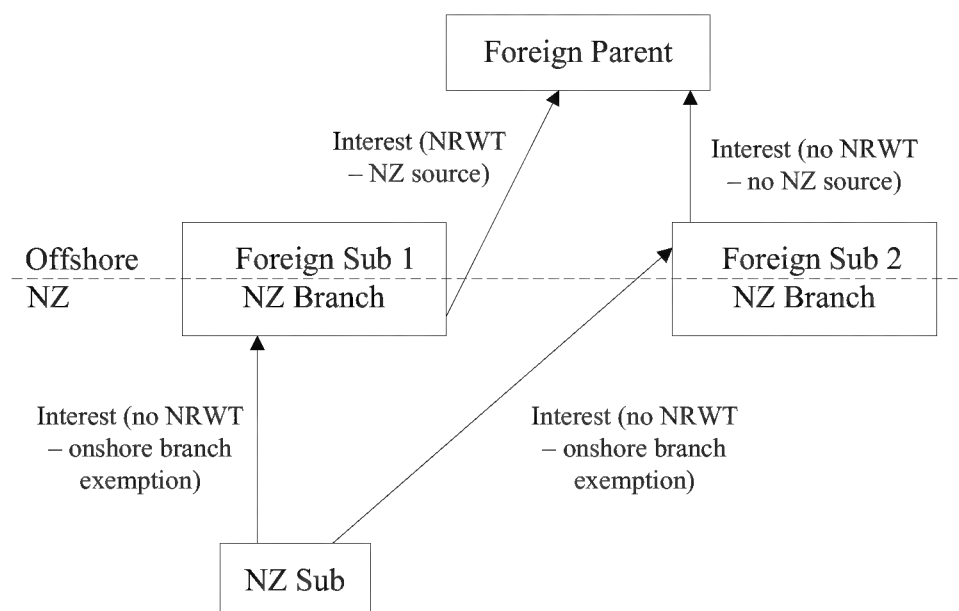 Foreign Parent
Interest (NRWT
– NZ source)
Interest (no NRWT
– no NZ source)
Offshore
NZ
Foreign Sub 1
NZ Branch
Foreign Sub 2
NZ Branch
Interest (no NRWT
– onshore branch
exemption)
Interest (no NRWT
– onshore branch
exemption)
NZ Sub